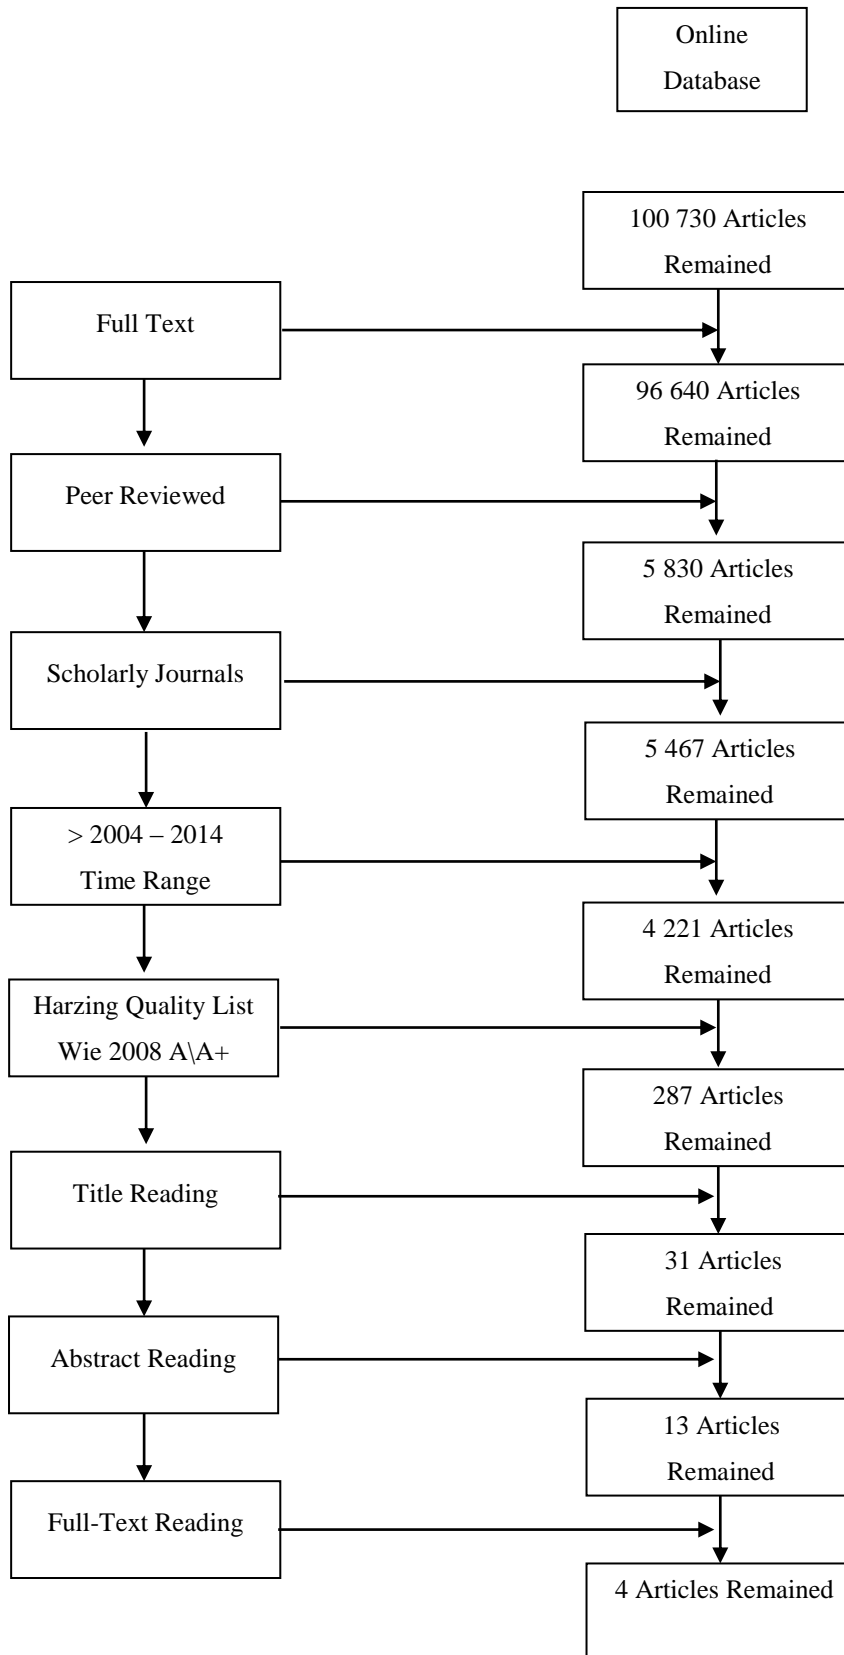 Online
Database
100 730 Articles
Remained
Full Text
96 640 Articles
Remained
Peer Reviewed
5 830 Articles
Remained
Scholarly Journals
5 467 Articles
Remained
> 2004 – 2014
Time Range
4 221 Articles
Remained
Harzing Quality List
Wie 2008 A\A+
287 Articles
Remained
Title Reading
31 Articles
Remained
Abstract Reading
13 Articles
Remained
Full-Text Reading
4 Articles Remained